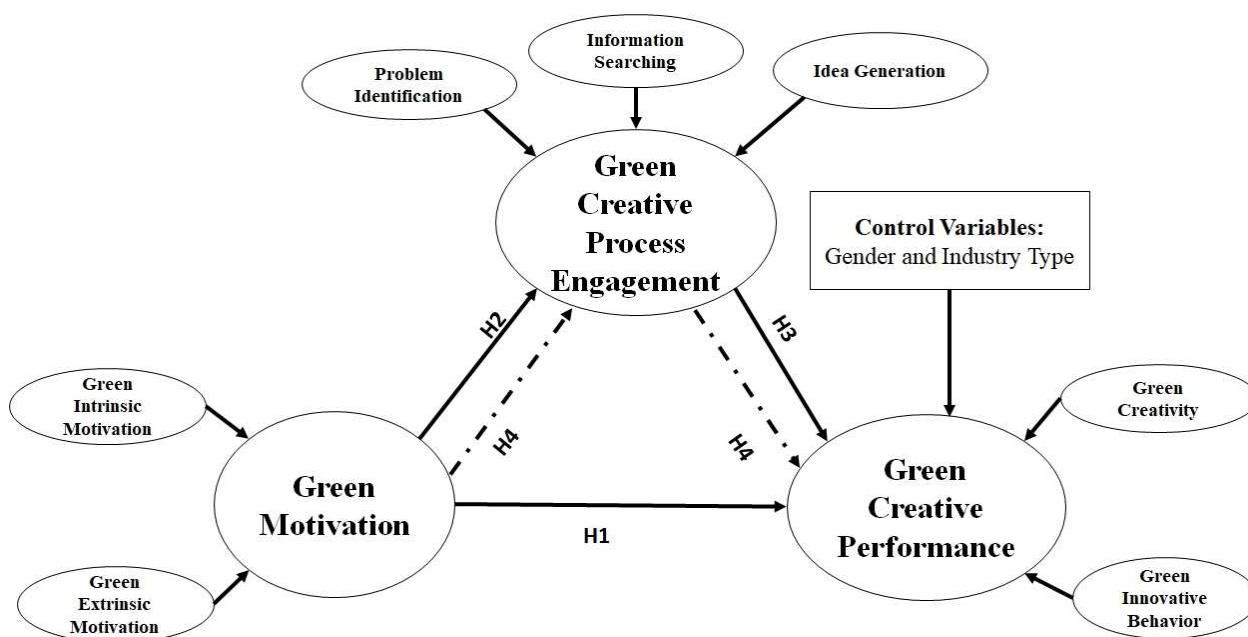 Information
Searching
Problem
Identification
Idea Generation
Green
Creative
Process
Engagement
Control Variables:
Gender and Industry Type
H2
H3
H4
H4
Green
Intrinsic
Motivation
Green
Creativity
Green
Motivation
Green
Creative
Performance
H1
Green
Extrinsic
Motivation
Green
Innovative
Behavior